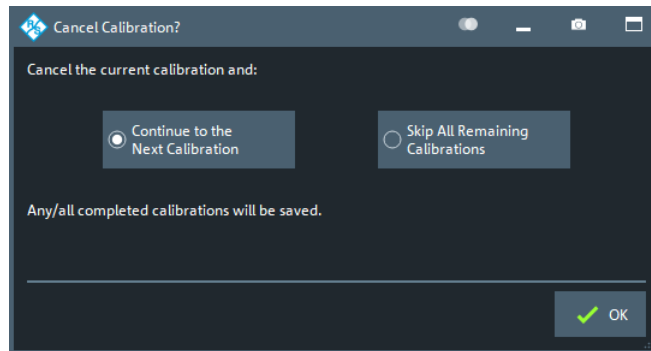 Cancel Calibration?
Cancel the current calibration and:
Continue to the
Next Calibration
Skip All Remaining
Calibrations
Any/all completed calibrations will be saved.
OK